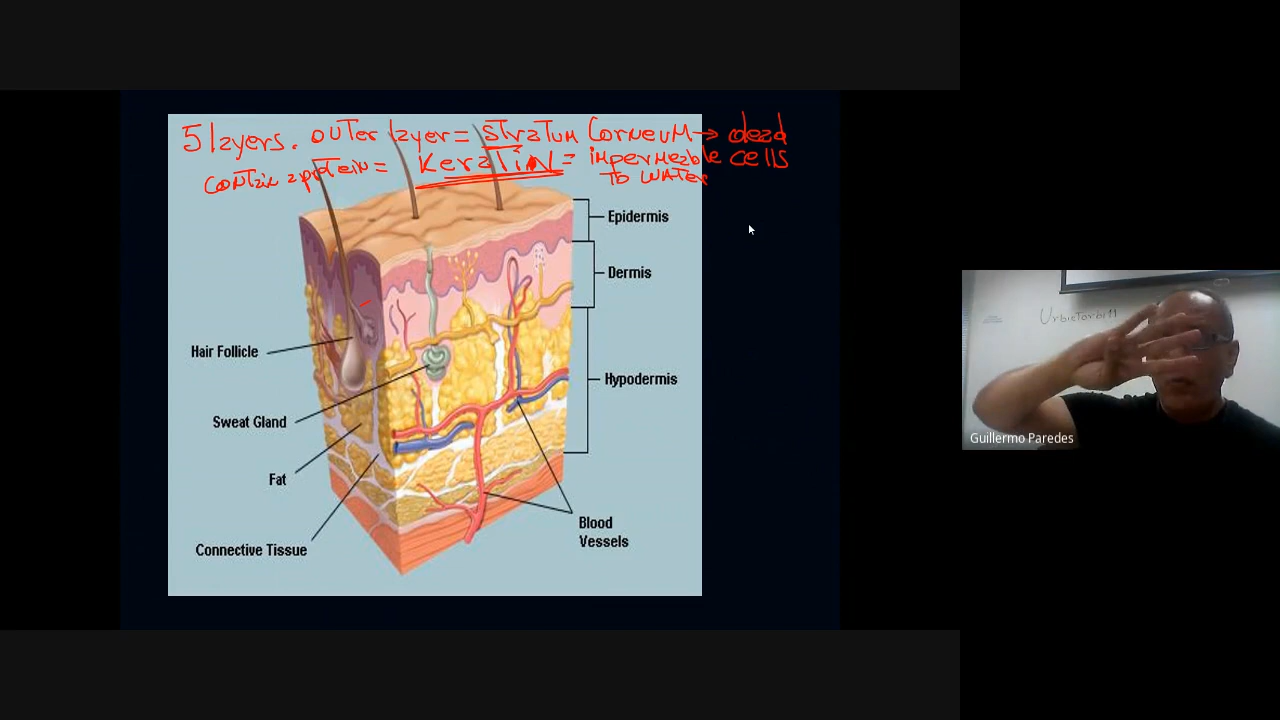 5 layers. outer layer = stratum corneum → dead
contain a protein = Keratin = impermeable cells
to water
Epidermis
Dermis
Hair Follicle
Hypodermis
Sweat Gland
Fat
Blood
Vessels
Connective Tissue
Guillermo Paredes